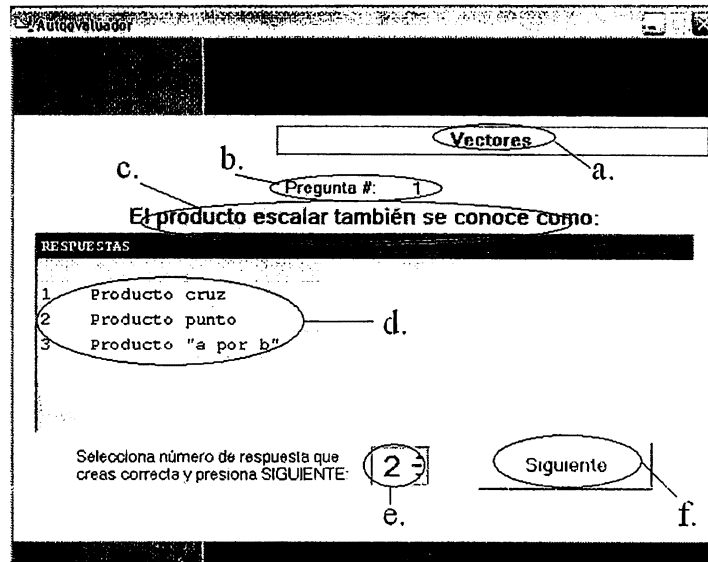 Autoevaluador
Vectores
a.
b.
Pregunta #: 1
c.
El producto escalar también se conoce como:
RESPUESTAS
1 Producto cruz
2 Producto punto
3 Producto "a por b"
d.
Selecciona número de respuesta que
creas correcta y presiona SIGUIENTE:
2
Siguiente
e.
f.